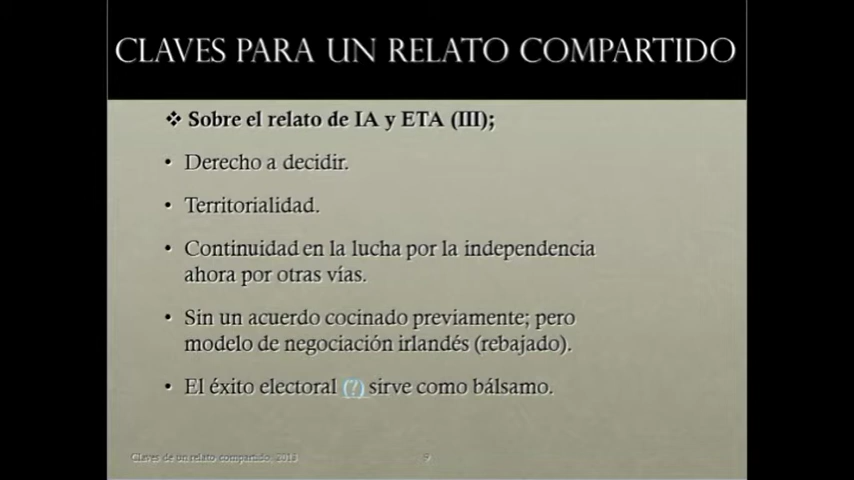 CLAVES PARA UN RELATO COMPARTIDO
❖ Sobre el relato de IA y ETA (III);
• Derecho a decidir.
• Territorialidad.
• Continuidad en la lucha por la independencia
ahora por otras vías.
• Sin un acuerdo cocinado previamente; pero
modelo de negociación irlandés (rebajado).
• El éxito electoral (?) sirve como bálsamo.
Claves de un relato compartido.
9